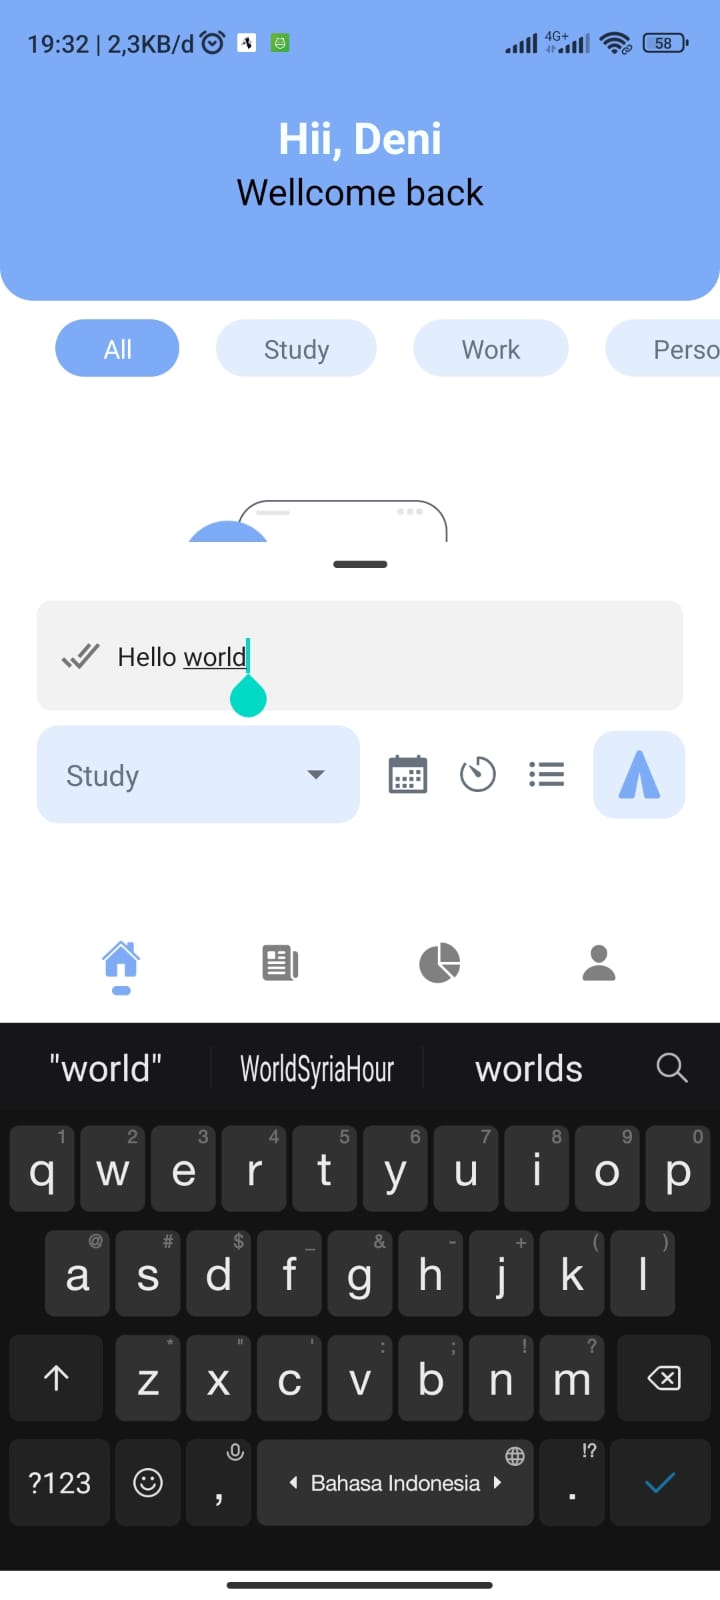 19:32 | 2,3KB/d 4G+ 58
Hii, Deni
Wellcome back
All Study Work Perso
Hello world
Study
"world" WorldSyriaHour worlds
1 2 3 4 5 6 7 8 9 0
q w e r t y u i o p
@ # $ _ & - + ( )
a s d f g h j k l
* " ' : ; ! ?
z x c v b n m
?123 , Bahasa Indonesia . !?